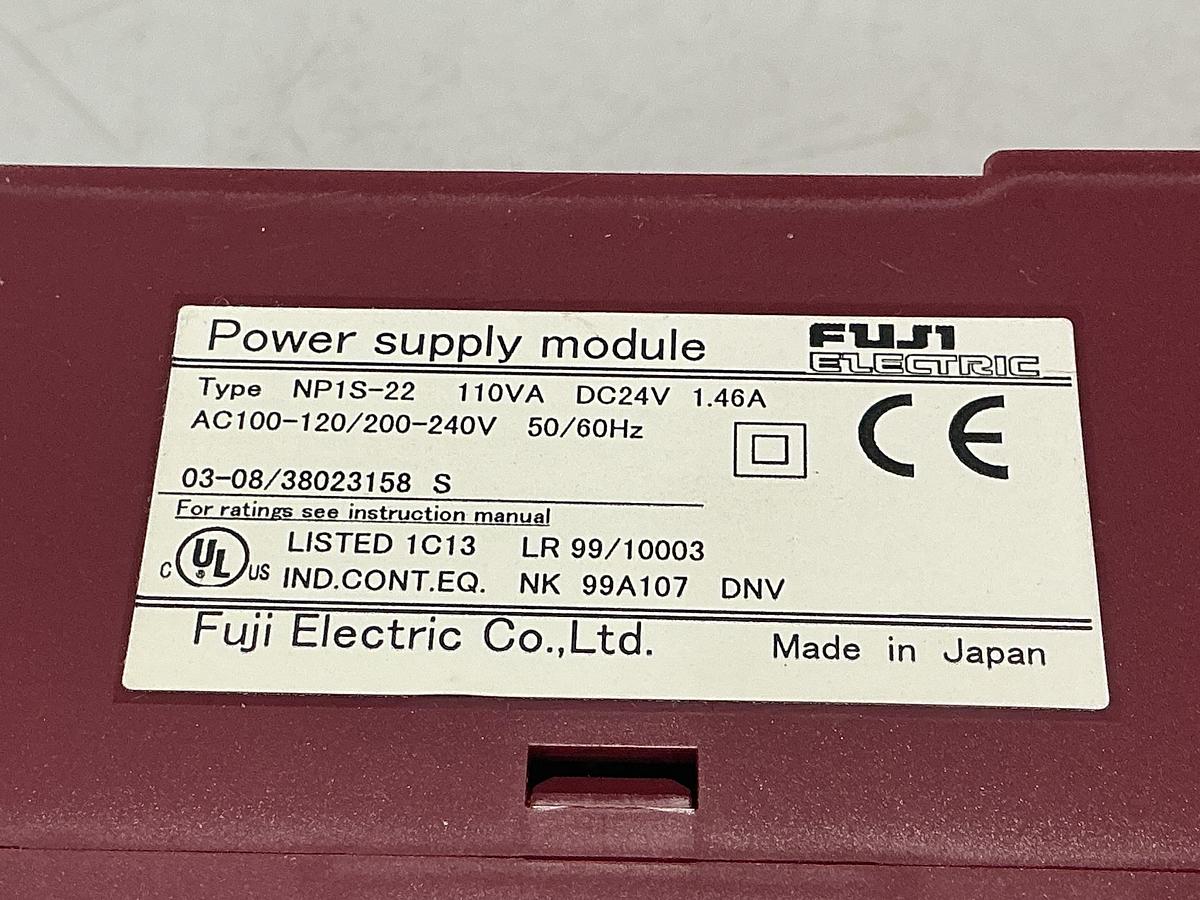 Power supply module FUJI ELECTRIC
Type NP1S-22 110VA DC24V 1.46A
AC100-120/200-240V 50/60Hz
CE
03-08/38023158 S
For ratings see instruction manual
C UL US LISTED 1C13 LR 99/10003
IND.CONT.EQ. NK 99A107 DNV
Fuji Electric Co.,Ltd. Made in Japan